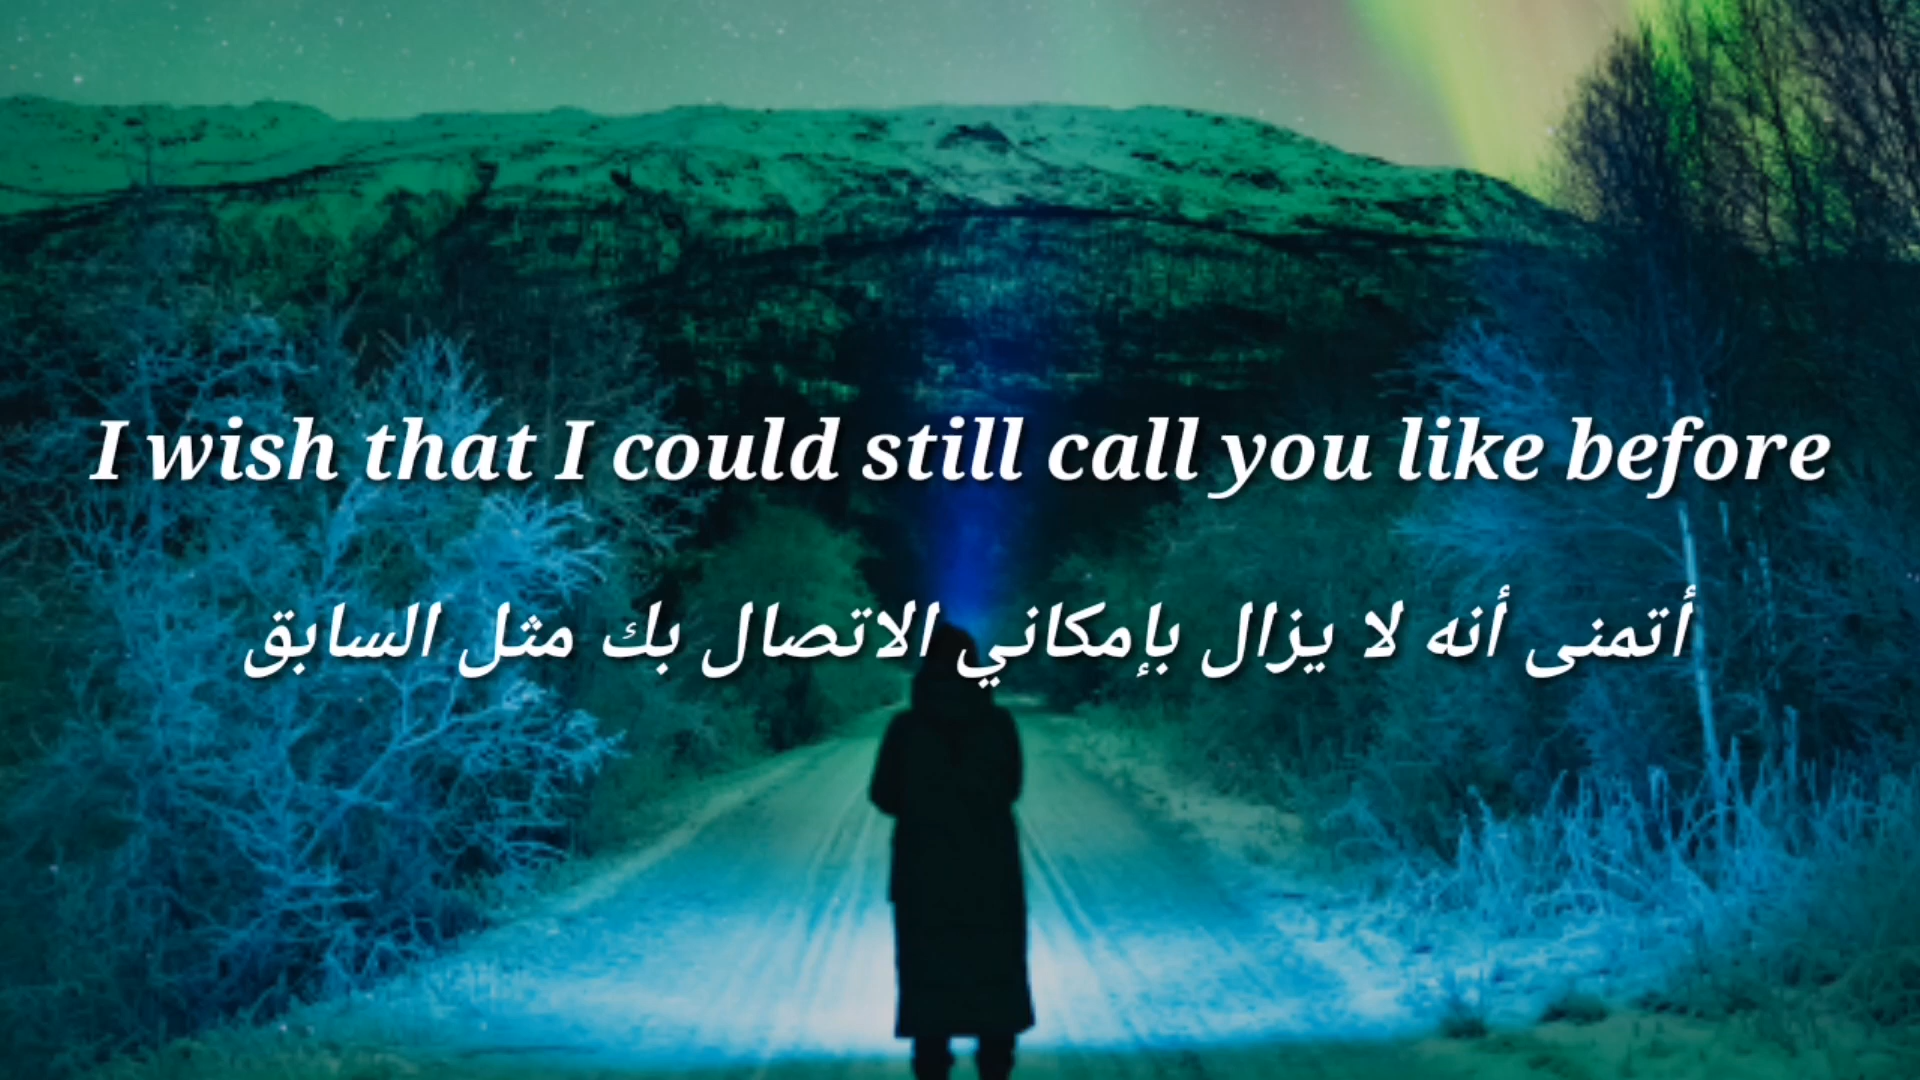 I wish that I could still call you like before
أتمنى أنه لا يزال بإمكاني الاتصال بك مثل السابق